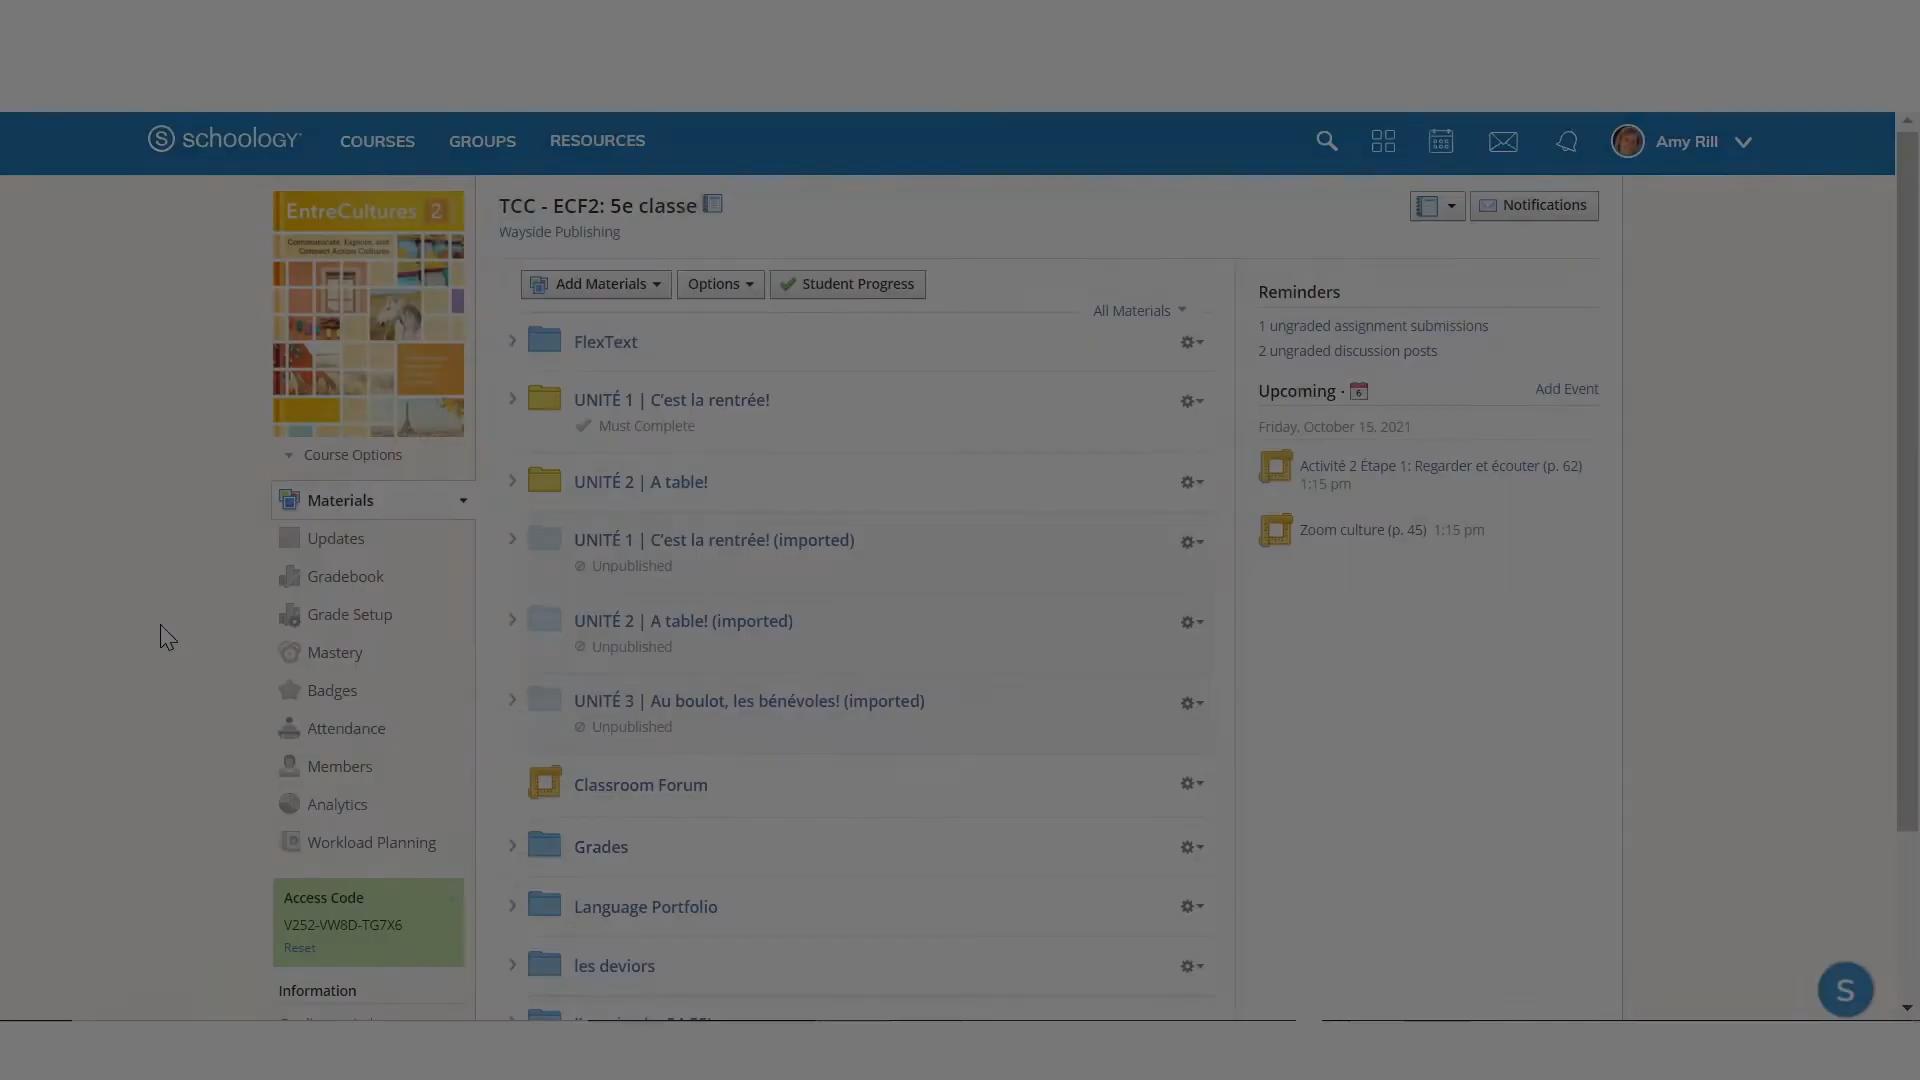 schoology
COURSES
GROUPS
RESOURCES
Amy Rill
EntreCultures 2
Communicate, Explore, and
Connect Across Cultures
TCC - ECF2: 5e classe
Wayside Publishing
Notifications
Course Options
Materials
Updates
Gradebook
Grade Setup
Mastery
Badges
Attendance
Members
Analytics
Workload Planning
Access Code
V252-VW8D-TG7X6
Reset
Information
Add Materials
Options
Student Progress
All Materials
FlexText
UNITÉ 1 | C’est la rentrée!
Must Complete
UNITÉ 2 | A table!
UNITÉ 1 | C’est la rentrée! (imported)
Unpublished
UNITÉ 2 | A table! (imported)
Unpublished
UNITÉ 3 | Au boulot, les bénévoles! (imported)
Unpublished
Classroom Forum
Grades
Language Portfolio
les deviors
Reminders
1 ungraded assignment submissions
2 ungraded discussion posts
Upcoming · 6
Add Event
Friday, October 15, 2021
Activité 2 Étape 1: Regarder et écouter (p. 62)
1:15 pm
Zoom culture (p. 45) 1:15 pm
S